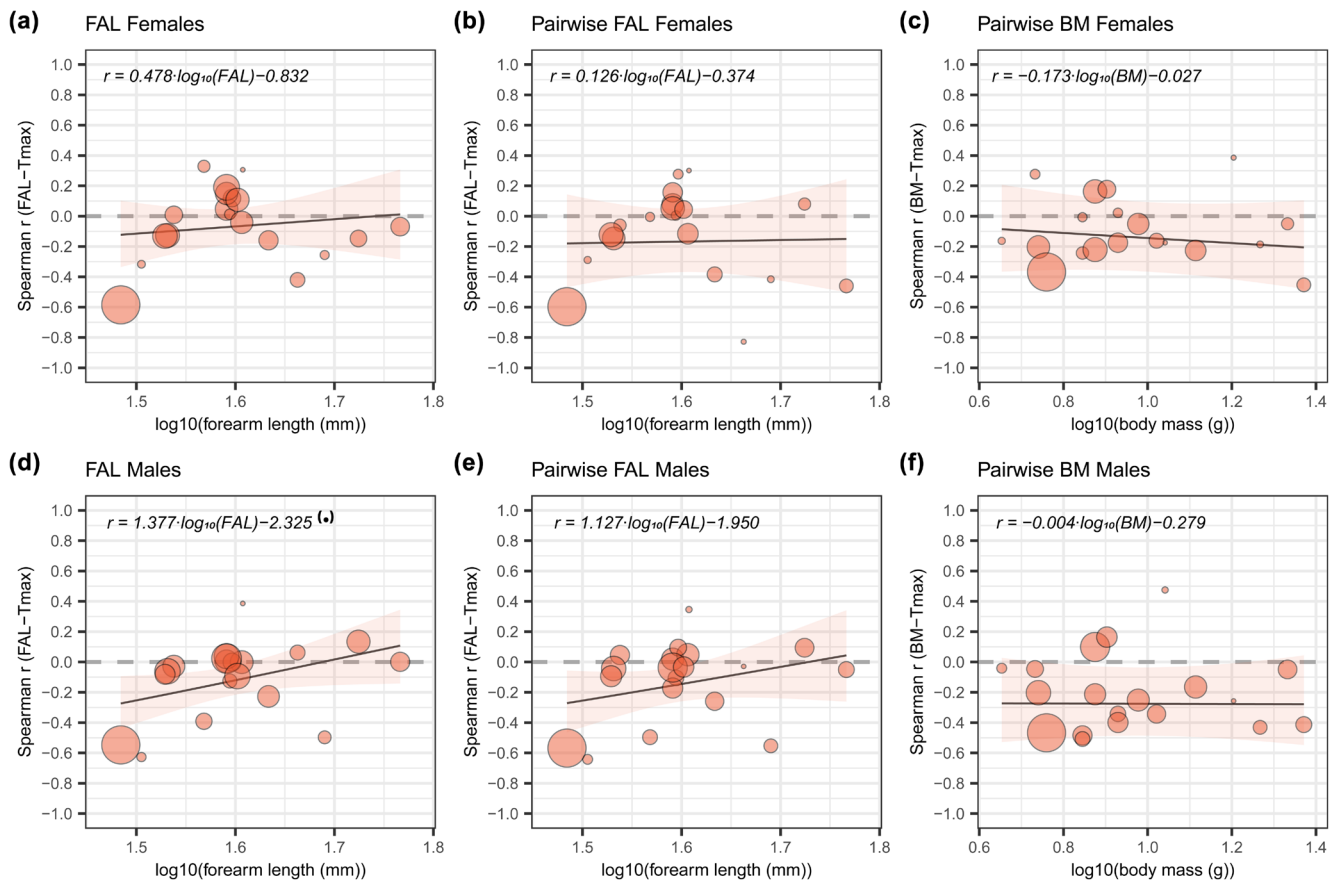 (a) FAL Females
r = 0.478·log₁₀(FAL)−0.832
Spearman r (FAL−Tmax)
1.0
0.8
0.6
0.4
0.2
0.0
−0.2
−0.4
−0.6
−0.8
−1.0
1.5 1.6 1.7 1.8
log10(forearm length (mm))
(b) Pairwise FAL Females
r = 0.126·log₁₀(FAL)−0.374
Spearman r (FAL−Tmax)
1.0
0.8
0.6
0.4
0.2
0.0
−0.2
−0.4
−0.6
−0.8
−1.0
1.5 1.6 1.7 1.8
log10(forearm length (mm))
(c) Pairwise BM Females
r = −0.173·log₁₀(BM)−0.027
Spearman r (BM−Tmax)
1.0
0.8
0.6
0.4
0.2
0.0
−0.2
−0.4
−0.6
−0.8
−1.0
0.6 0.8 1.0 1.2 1.4
log10(body mass (g))
(d) FAL Males
r = 1.377·log₁₀(FAL)−2.325 (•)
Spearman r (FAL−Tmax)
1.0
0.8
0.6
0.4
0.2
0.0
−0.2
−0.4
−0.6
−0.8
−1.0
1.5 1.6 1.7 1.8
log10(forearm length (mm))
(e) Pairwise FAL Males
r = 1.127·log₁₀(FAL)−1.950
Spearman r (FAL−Tmax)
1.0
0.8
0.6
0.4
0.2
0.0
−0.2
−0.4
−0.6
−0.8
−1.0
1.5 1.6 1.7 1.8
log10(forearm length (mm))
(f) Pairwise BM Males
r = −0.004·log₁₀(BM)−0.279
Spearman r (BM−Tmax)
1.0
0.8
0.6
0.4
0.2
0.0
−0.2
−0.4
−0.6
−0.8
−1.0
0.6 0.8 1.0 1.2 1.4
log10(body mass (g))